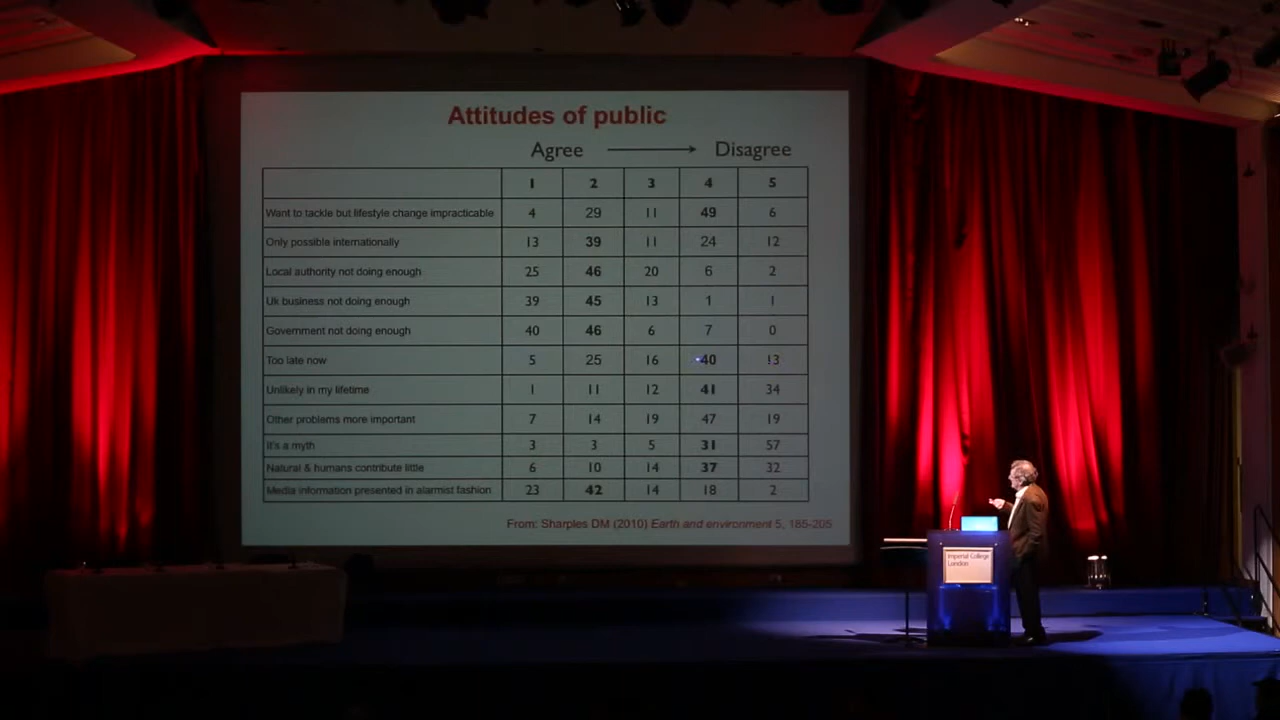 Attitudes of public
Agree Disagree
1 2 3 4 5
Want to tackle but lifestyle change impracticable 4 29 11 49 6
Only possible internationally 13 39 11 24 12
Local authority not doing enough 25 46 20 6 2
Uk business not doing enough 39 45 13 1 1
Government not doing enough 40 46 6 7 0
Too late now 5 25 16 40 13
Unlikely in my lifetime 1 11 12 41 34
Other problems more important 7 14 19 47 19
It's a myth 3 3 5 31 57
Natural & humans contribute little 6 10 14 37 32
Media information presented in alarmist fashion 23 42 14 18 2
From: Sharples DM (2010) Earth and environment 5, 185-205
Imperial College
London